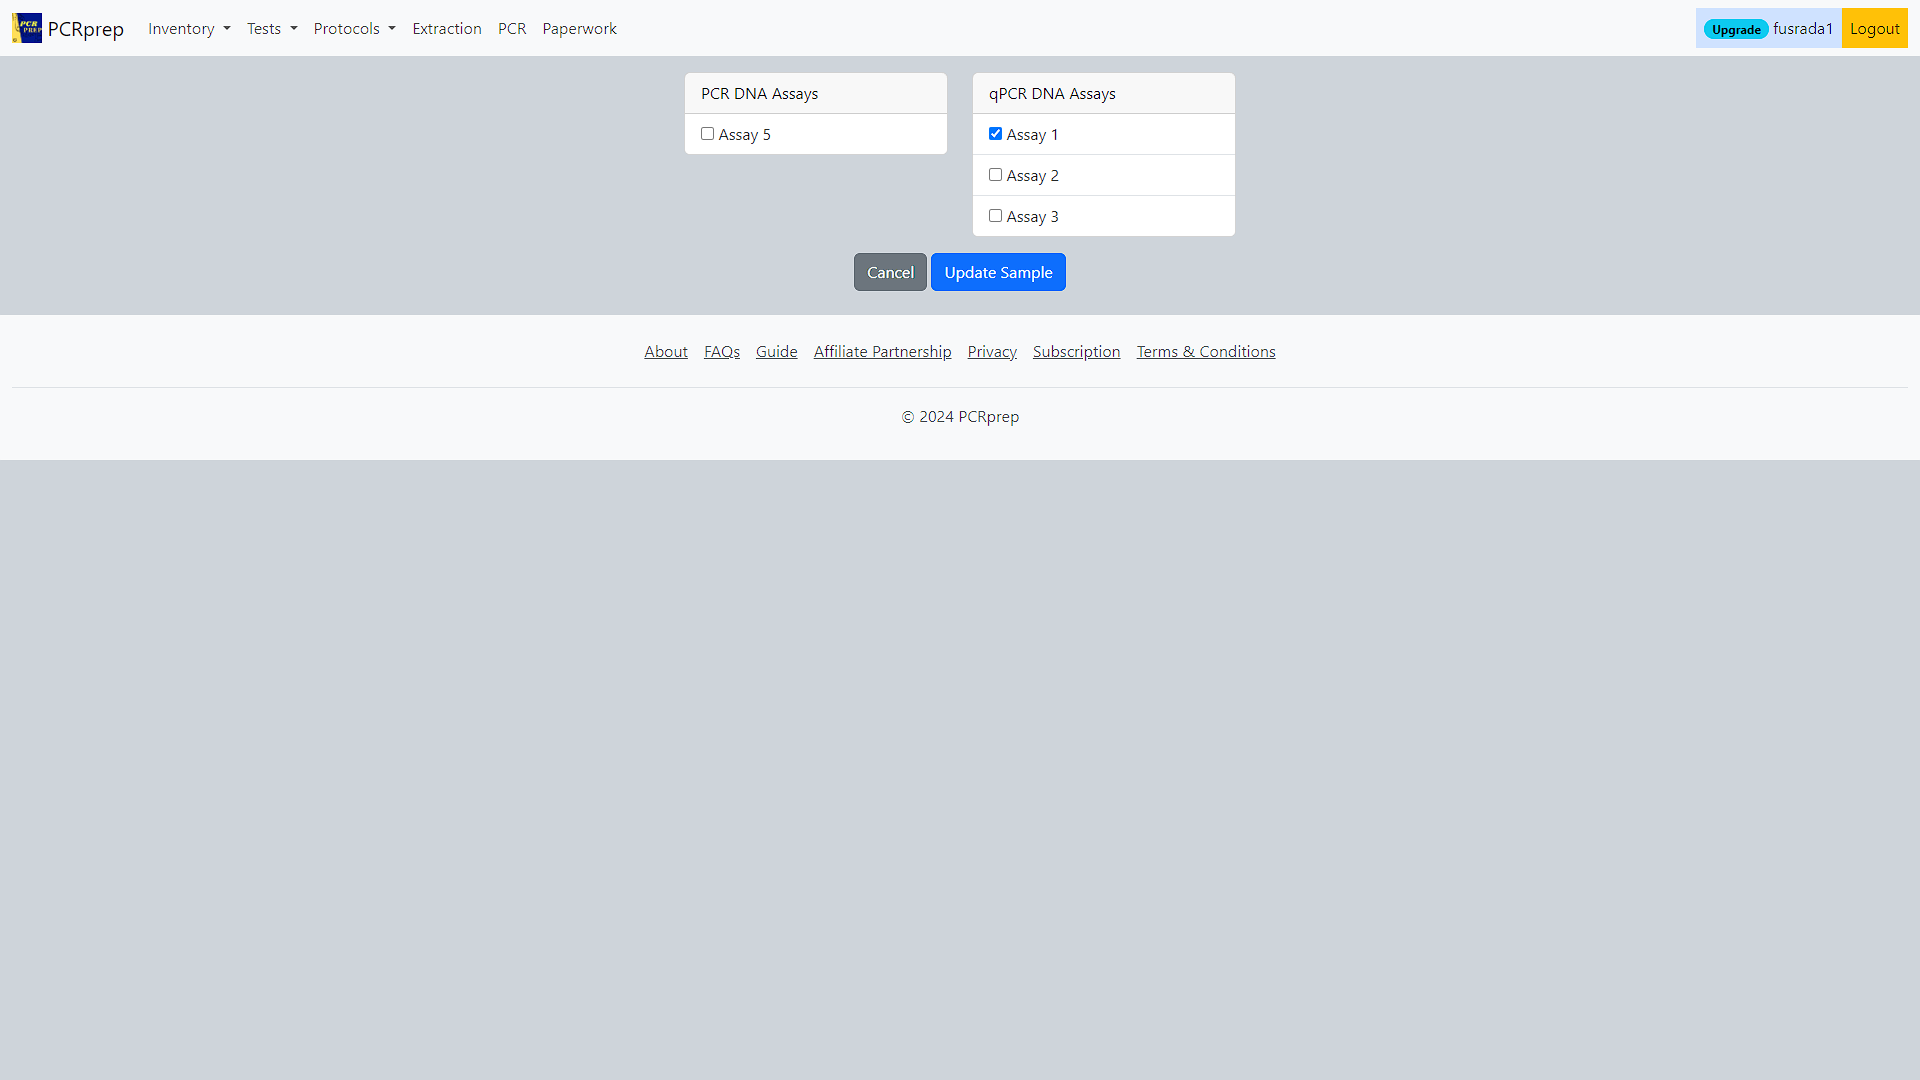 PCR PREP PCRprep Inventory Tests Protocols Extraction PCR Paperwork Upgrade fusrada1 Logout
PCR DNA Assays
Assay 5
qPCR DNA Assays
Assay 1
Assay 2
Assay 3
Cancel Update Sample
About FAQs Guide Affiliate Partnership Privacy Subscription Terms & Conditions
© 2024 PCRprep